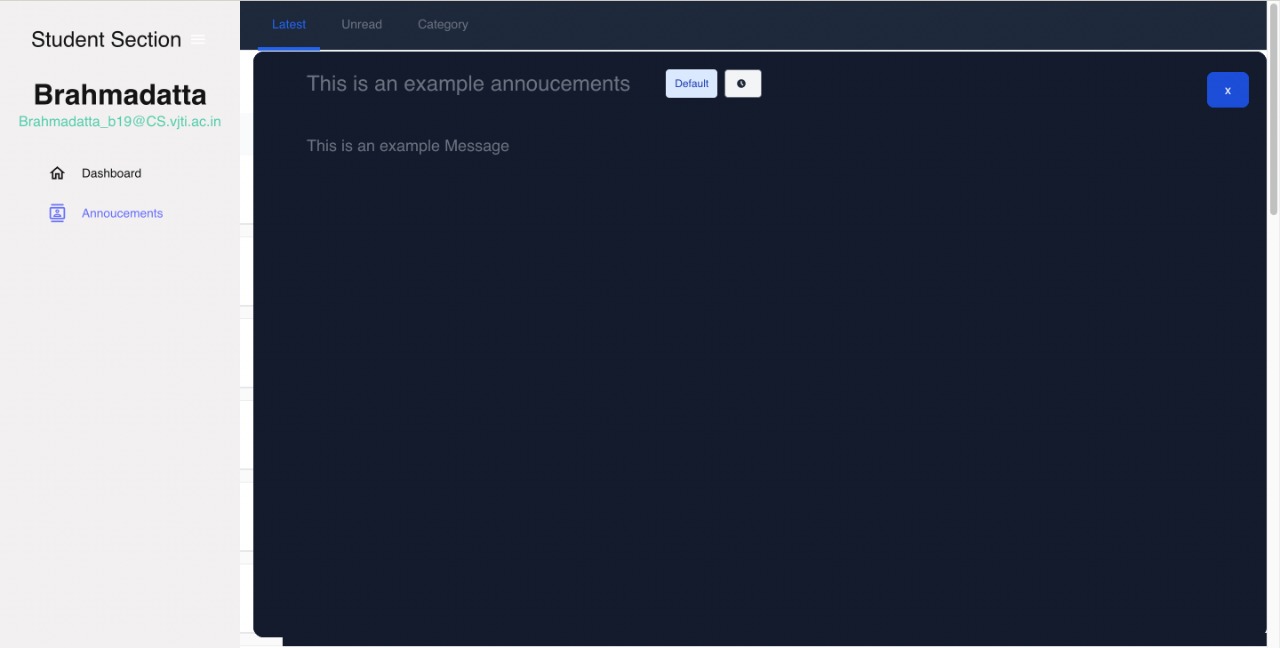 Student Section
Brahmadatta
Brahmadatta_b19@CS.vjti.ac.in
Dashboard
Annoucements
Latest Unread Category
This is an example annoucements Default
x
This is an example Message